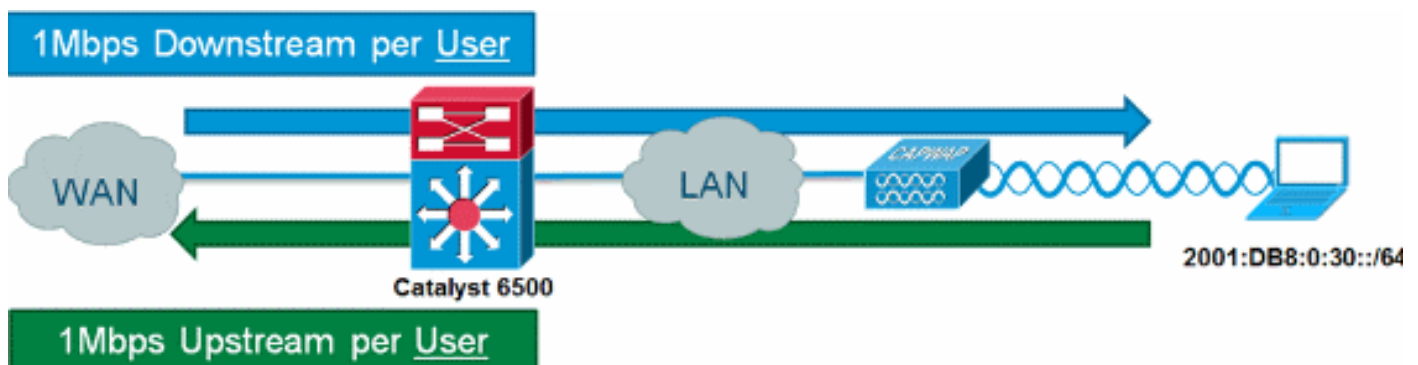 1Mbps Downstream per User
WAN
LAN
CAPWAP
Catalyst 6500
2001:DB8:0:30::/64
1Mbps Upstream per User